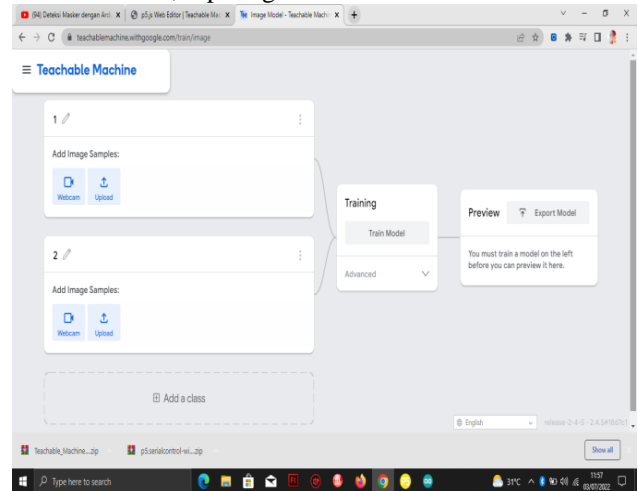 (94) Deteksi Masker dengan Ard
p5.js Web Editor | Teachable Ma
Image Model - Teachable Machi
teachablemachine.withgoogle.com/train/image
Teachable Machine
1
Add Image Samples:
Webcam
Upload
2
Add Image Samples:
Webcam
Upload
Add a class
Training
Train Model
Advanced
Preview
Export Model
You must train a model on the left
before you can preview it here.
English
Teachable_Machine....zip
p5.serialcontrol-wi....zip
Show all
Type here to search
31°C
11:57
03/07/2022